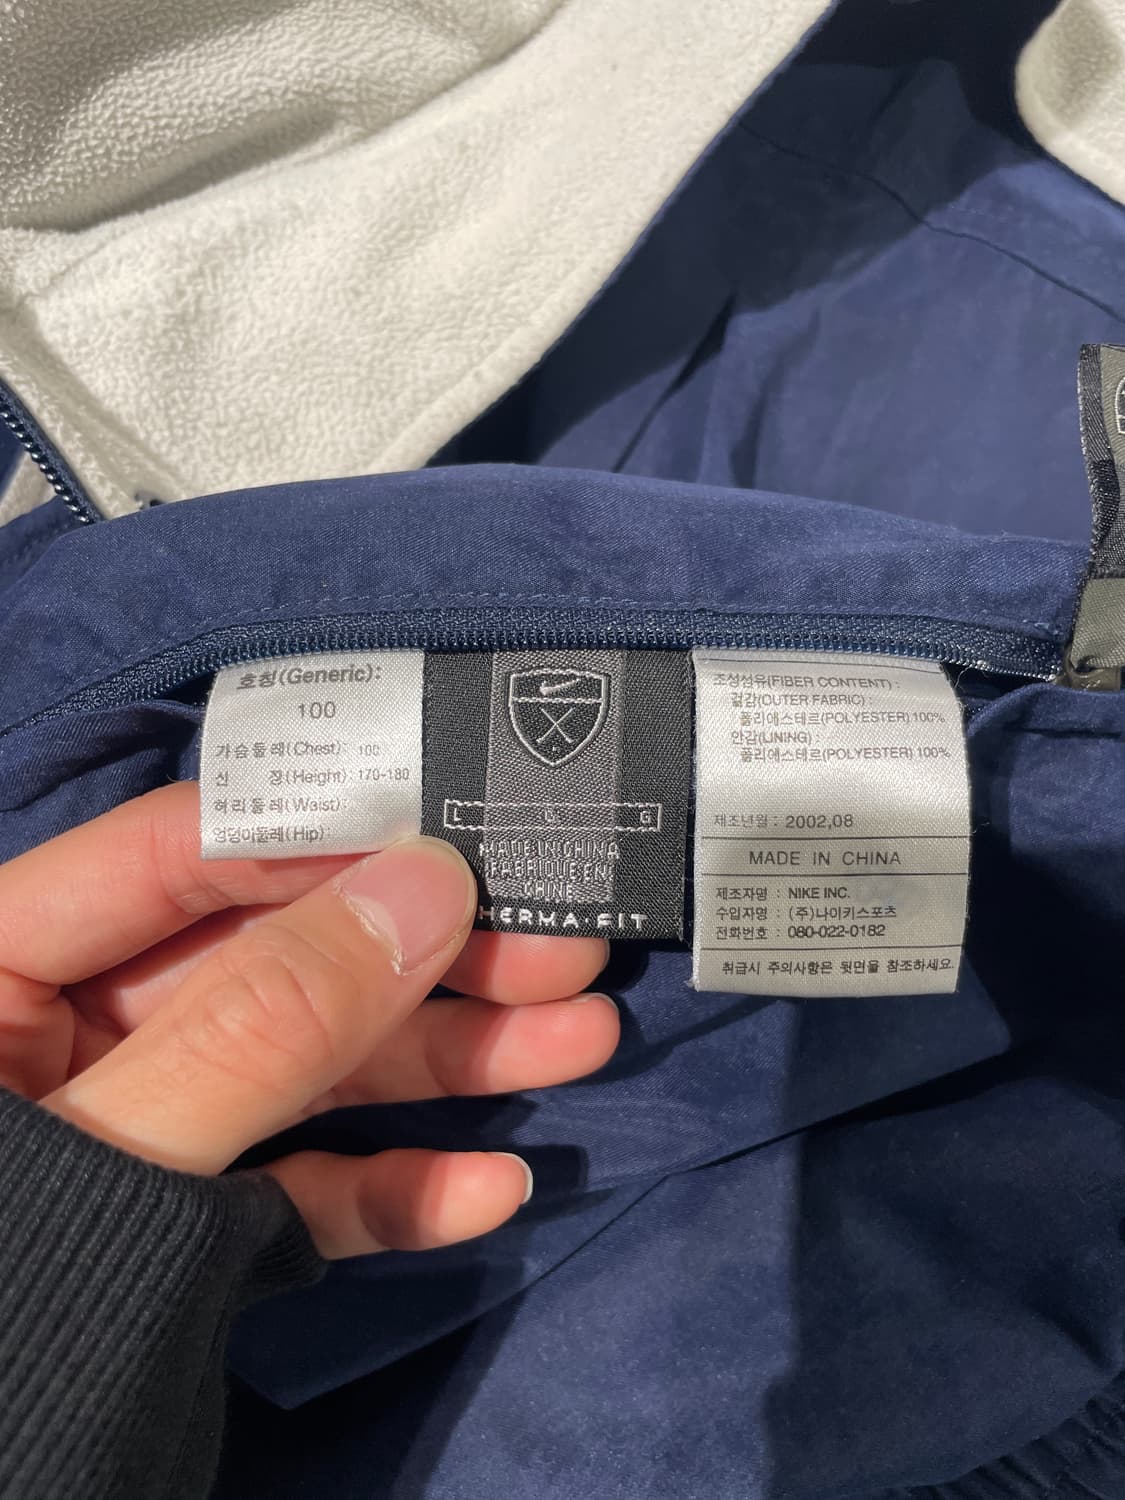 호칭(Generic):
100
가슴둘레(Chest): 100
신 장(Height): 170-180
허리둘레(Waist):
엉덩이둘레(Hip):
L L G
MADE IN CHINA
FABRIQUE EN
CHINE
HERMA·FIT
조성섬유(FIBER CONTENT) :
겉감(OUTER FABRIC) :
폴리에스테르(POLYESTER) 100%
안감(LINING) :
폴리에스테르(POLYESTER) 100%
제조년월 : 2002,08
MADE IN CHINA
제조자명 : NIKE INC.
수입자명 : (주)나이키스포츠
전화번호 : 080-022-0182
취급시 주의사항은 뒷면을 참조하세요.